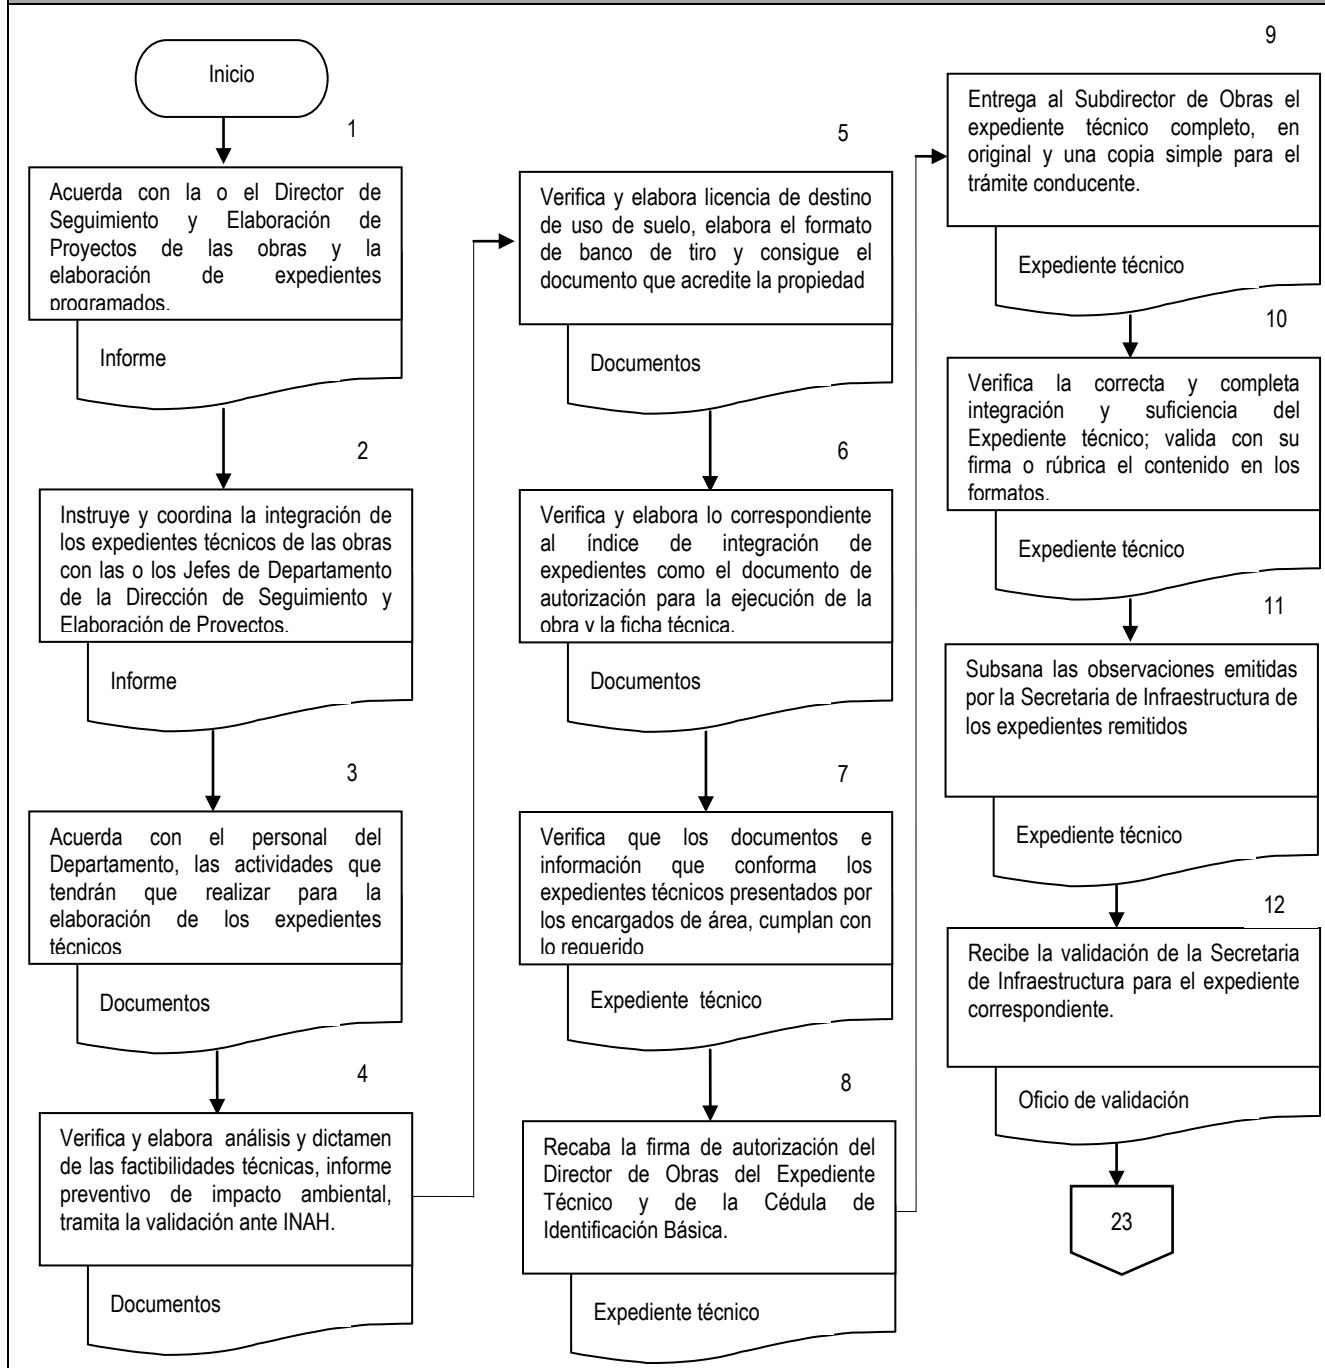 Inicio
1
Acuerda con la o el Director de
Seguimiento y Elaboración de
Proyectos de las obras y la
elaboración de expedientes
programados.
Informe
2
Instruye y coordina la integración de
los expedientes técnicos de las obras
con las o los Jefes de Departamento
de la Dirección de Seguimiento y
Elaboración de Proyectos.
Informe
3
Acuerda con el personal del
Departamento, las actividades que
tendrán que realizar para la
elaboración de los expedientes
técnicos
Documentos
4
Verifica y elabora análisis y dictamen
de las factibilidades técnicas, informe
preventivo de impacto ambiental,
tramita la validación ante INAH.
Documentos
5
Verifica y elabora licencia de destino
de uso de suelo, elabora el formato
de banco de tiro y consigue el
documento que acredite la propiedad
Documentos
6
Verifica y elabora lo correspondiente
al índice de integración de
expedientes como el documento de
autorización para la ejecución de la
obra y la ficha técnica.
Documentos
7
Verifica que los documentos e
información que conforma los
expedientes técnicos presentados por
los encargados de área, cumplan con
lo requerido
Expediente técnico
8
Recaba la firma de autorización del
Director de Obras del Expediente
Técnico y de la Cédula de
Identificación Básica.
Expediente técnico
9
Entrega al Subdirector de Obras el
expediente técnico completo, en
original y una copia simple para el
trámite conducente.
Expediente técnico
10
Verifica la correcta y completa
integración y suficiencia del
Expediente técnico; valida con su
firma o rúbrica el contenido en los
formatos.
Expediente técnico
11
Subsana las observaciones emitidas
por la Secretaria de Infraestructura de
los expedientes remitidos
Expediente técnico
12
Recibe la validación de la Secretaria
de Infraestructura para el expediente
correspondiente.
Oficio de validación
23